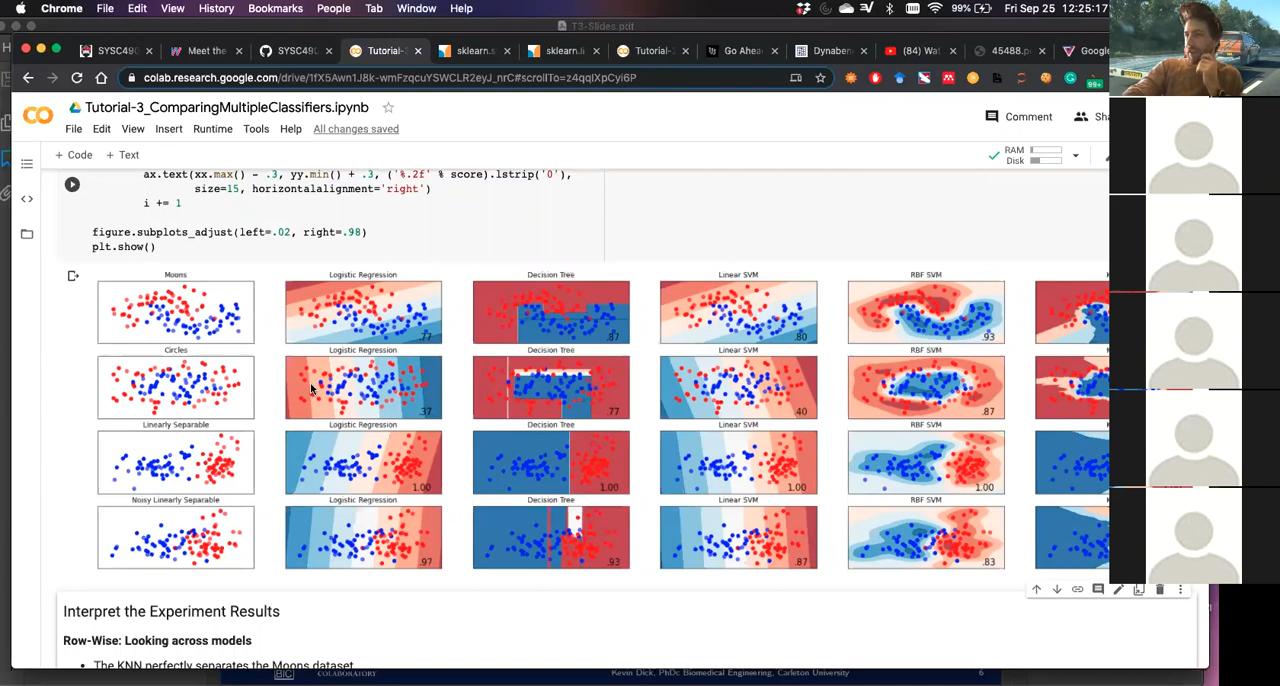 Chrome File Edit View History Bookmarks People Tab Window Help 99% Fri Sep 25 12:25:17
T3-Slides.pdf
SYSC49 Meet the SYSC49 Tutorial- sklearn.s sklearn.li Tutorial- Go Ahea Dynaben (84) Wat 45488.p Google
colab.research.google.com/drive/1fX5Awn1J8k-wmFzqcuYSWCLR2eyJ_nrC#scrollTo=z4qqIXpCyi6P
99+
Tutorial-3_ComparingMultipleClassifiers.ipynb
Comment
File Edit View Insert Runtime Tools Help All changes saved
+ Code + Text
RAM
Disk
ax.text(xx.max() - .3, yy.min() + .3, ('%.2f' % score).lstrip('0'),
size=15, horizontalalignment='right')
i += 1
figure.subplots_adjust(left=.02, right=.98)
plt.show()
Moons Logistic Regression Decision Tree Linear SVM RBF SVM
.77 .87 .80 .93
Circles Logistic Regression Decision Tree Linear SVM RBF SVM
.37 .77 .40 .87
Linearly Separable Logistic Regression Decision Tree Linear SVM RBF SVM
1.00 1.00 1.00 1.00
Noisy Linearly Separable Logistic Regression Decision Tree Linear SVM RBF SVM
.97 .93 .87 .83
Interpret the Experiment Results
Row-Wise: Looking across models
• The KNN perfectly separates the Moons dataset
BIC COLABORATORY Kevin Dick, PhDc Biomedical Engineering, Carleton University 6